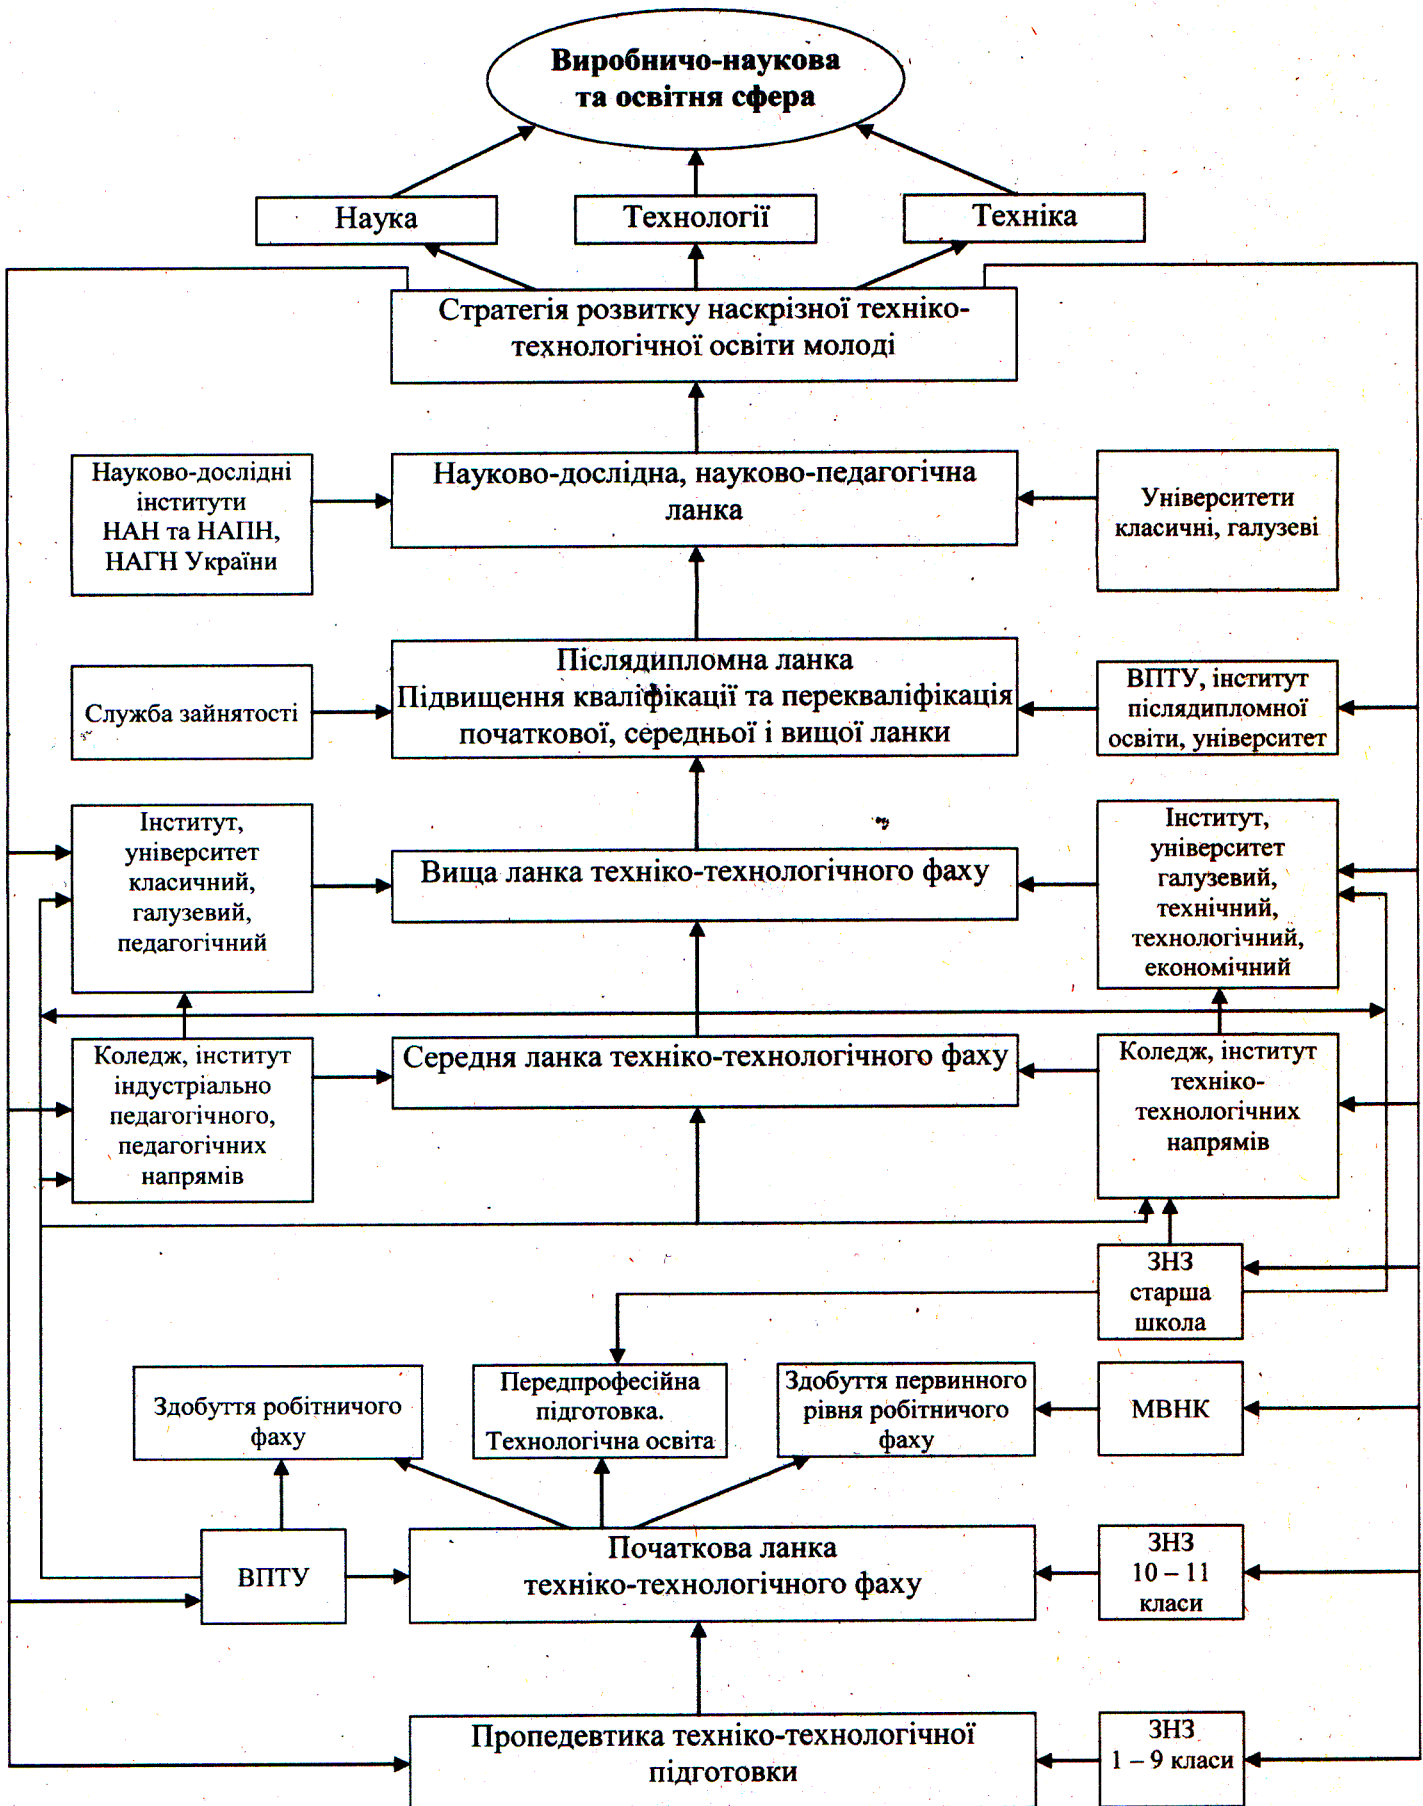 Виробничо-наукова
та освітня сфера
Наука
Технології
Техніка
Стратегія розвитку наскрізної техніко-
технологічної освіти молоді
Науково-дослідні
інститути
НАН та НАПН,
НАГН України
Науково-дослідна, науково-педагогічна
ланка
Університети
класичні, галузеві
Служба зайнятості
Післядипломна ланка
Підвищення кваліфікації та перекваліфікація
початкової, середньої і вищої ланки
ВПТУ, інститут
післядипломної
освіти, університет
Інститут,
університет
класичний,
галузевий,
педагогічний
Вища ланка техніко-технологічного фаху
Інститут,
університет
галузевий,
технічний,
технологічний,
економічний
Коледж, інститут
індустріально
педагогічного,
педагогічних
напрямів
Середня ланка техніко-технологічного фаху
Коледж, інститут
техніко-
технологічних
напрямів
ЗНЗ
старша
школа
Здобуття робітничого
фаху
Передпрофесійна
підготовка.
Технологічна освіта
Здобуття первинного
рівня робітничого
фаху
МВНК
ВПТУ
Початкова ланка
техніко-технологічного фаху
ЗНЗ
10 – 11
класи
Пропедевтика техніко-технологічної
підготовки
ЗНЗ
1 – 9 класи